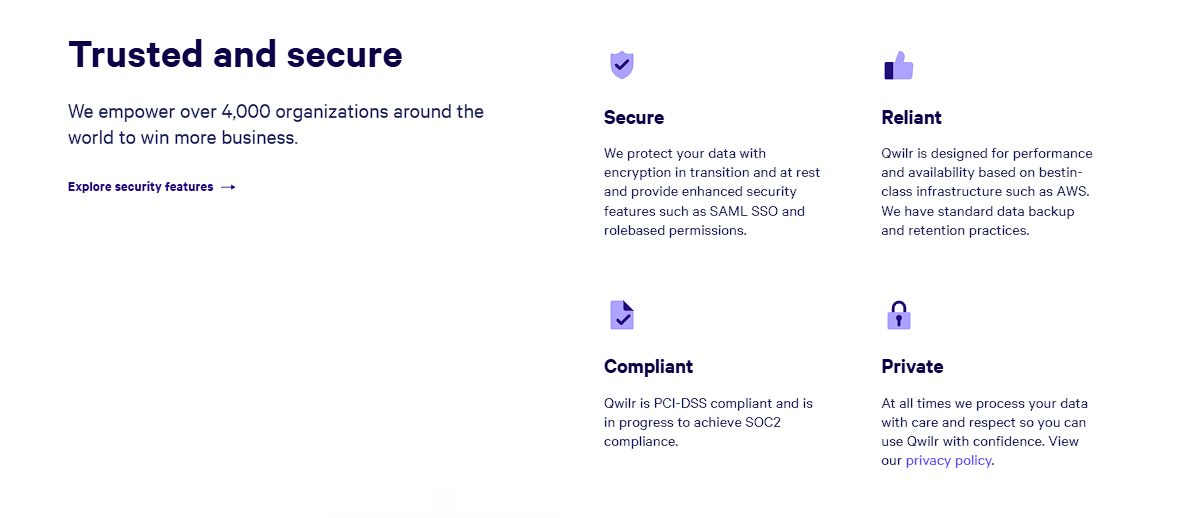 Trusted and secure
We empower over 4,000 organizations around the
world to win more business.
Explore security features →
Secure
We protect your data with
encryption in transition and at rest
and provide enhanced security
features such as SAML SSO and
rolebased permissions.
Reliant
Qwilr is designed for performance
and availability based on bestin-
class infrastructure such as AWS.
We have standard data backup
and retention practices.
Compliant
Qwilr is PCI-DSS compliant and is
in progress to achieve SOC2
compliance.
Private
At all times we process your data
with care and respect so you can
use Qwilr with confidence. View
our privacy policy.